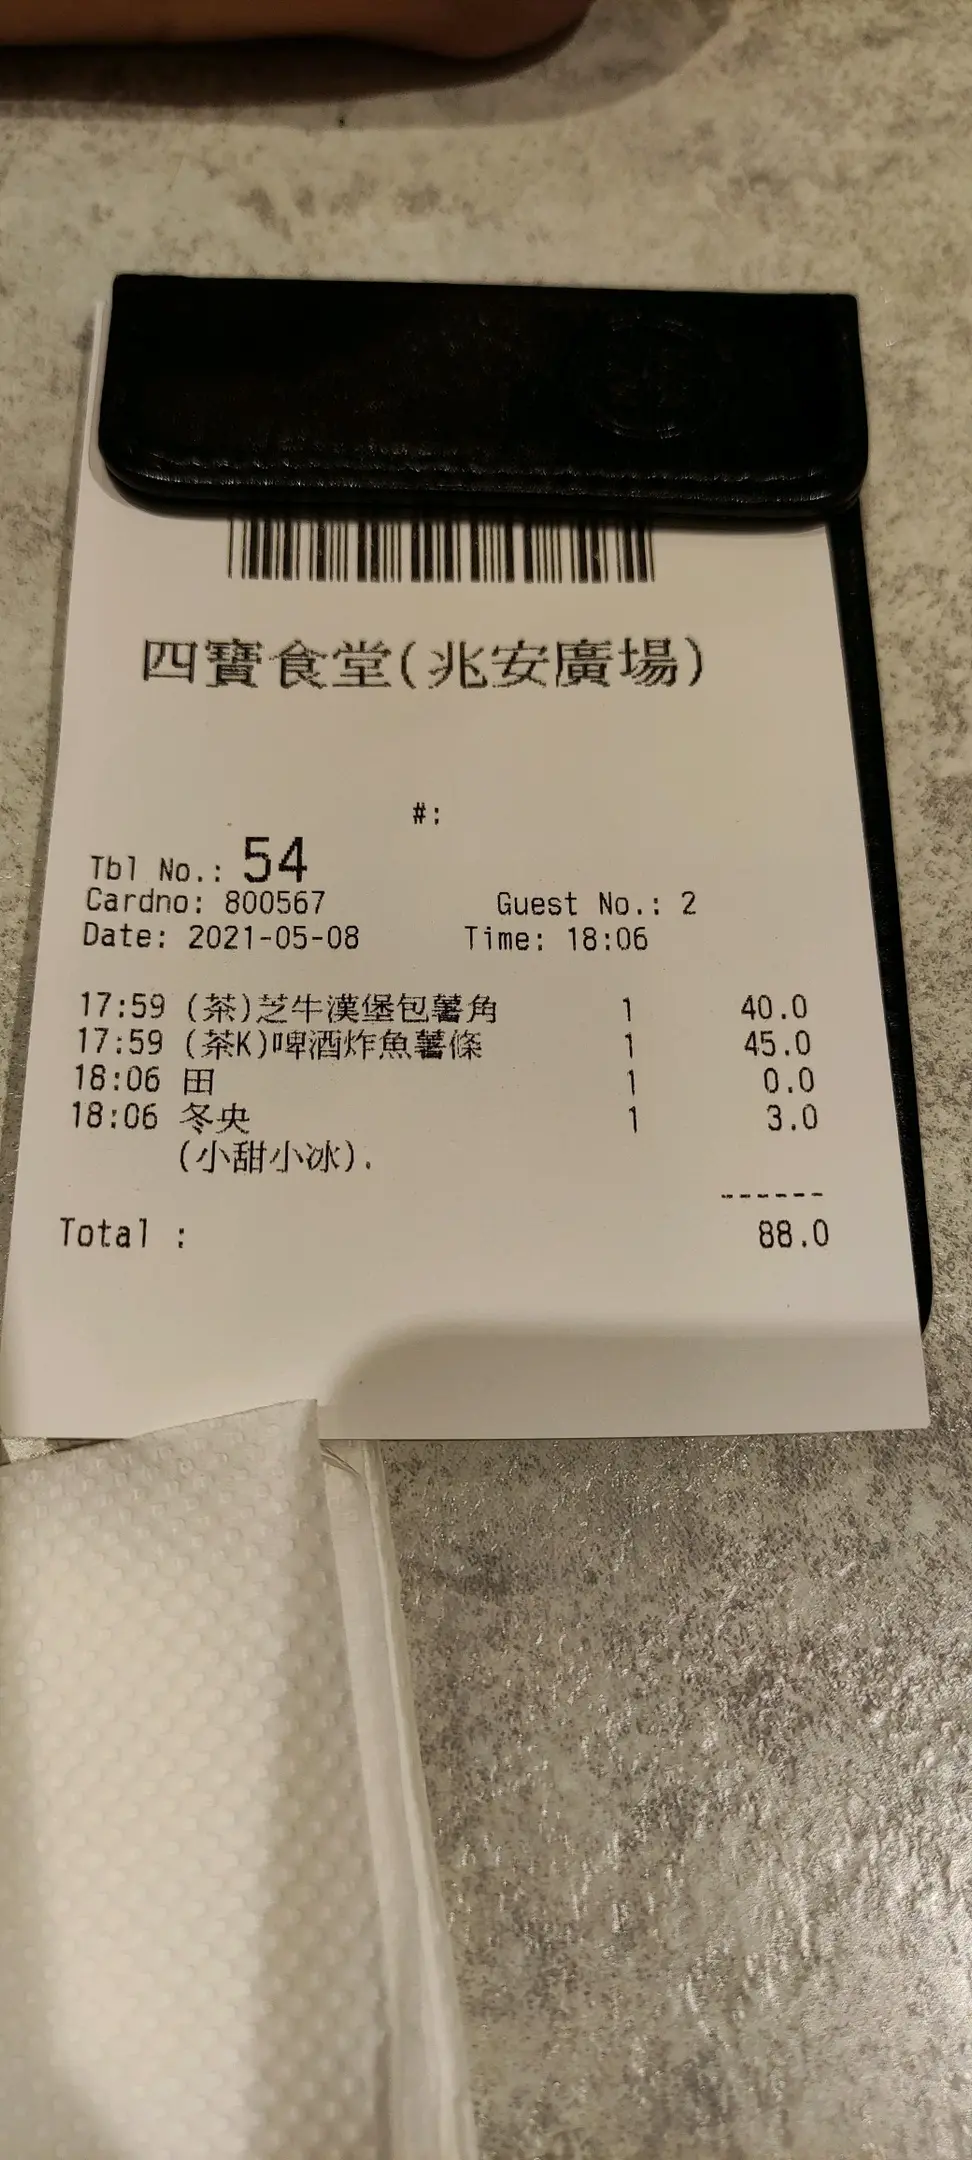 四寶食堂(兆安廣場)
#:
Tbl No.: 54
Cardno: 800567 Guest No.: 2
Date: 2021-05-08 Time: 18:06
17:59 (茶)芝牛漢堡包薯角 1 40.0
17:59 (茶K)啤酒炸魚薯條 1 45.0
18:06 田 1 0.0
18:06 冬央 1 3.0
(小甜小冰).
------
Total : 88.0